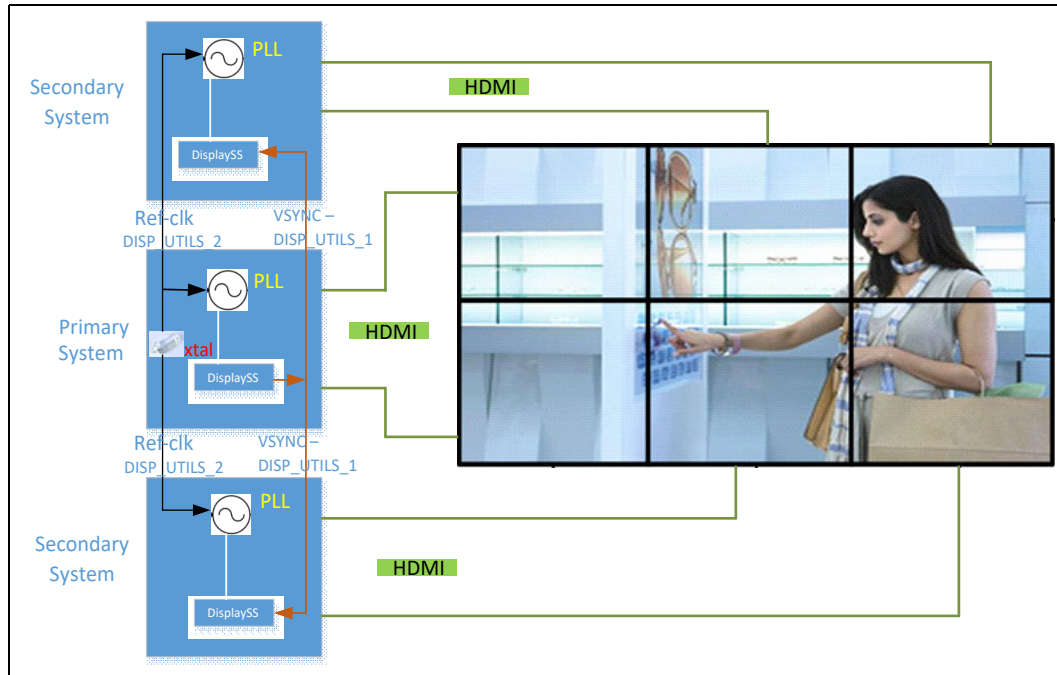 PLL
HDMI
Secondary
System
DisplaySS
Ref-clk
DISP_UTILS_2
VSYNC –
DISP_UTILS_1
PLL
Primary
System
HDMI
xtal
DisplaySS
Ref-clk
DISP_UTILS_2
VSYNC –
DISP_UTILS_1
PLL
Secondary
System
HDMI
DisplaySS